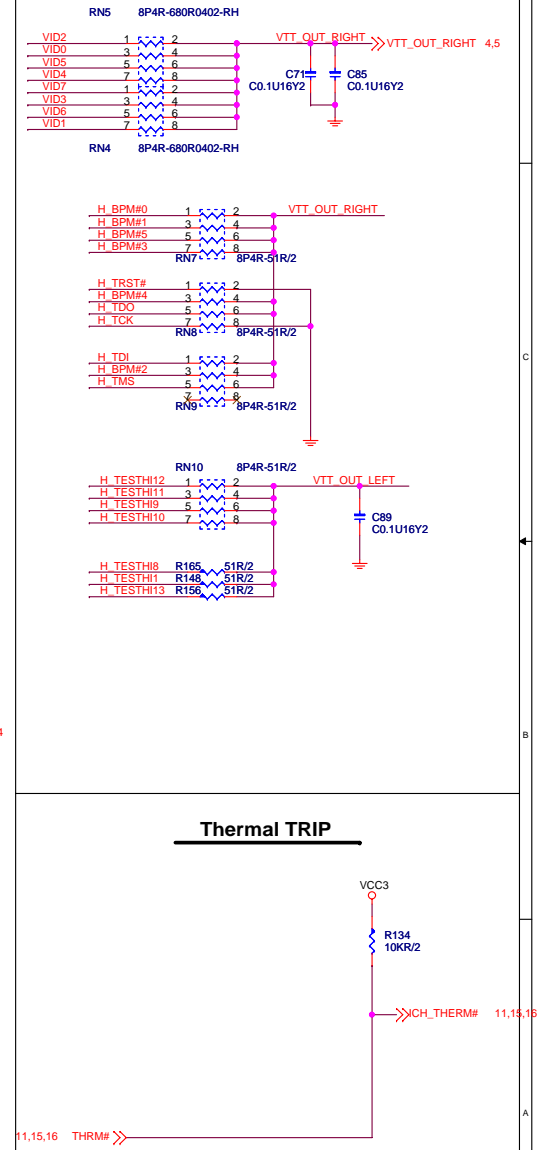 RN5 8P4R-680R0402-RH
VID2 1 2 VTT_OUT_RIGHT VTT_OUT_RIGHT 4,5
VID0 3 4
VID5 5 6
VID4 7 8 C71 C85
VID7 1 2 C0.1U16Y2 C0.1U16Y2
VID3 3 4
VID6 5 6
VID1 7 8
RN4 8P4R-680R0402-RH
H_BPM#0 1 2 VTT_OUT_RIGHT
H_BPM#1 3 4
H_BPM#5 5 6
H_BPM#3 7 8
RN7 8P4R-51R/2
H_TRST# 1 2
H_BPM#4 3 4
H_TDO 5 6
H_TCK 7 8
RN8 8P4R-51R/2
H_TDI 1 2
H_BPM#2 3 4
H_TMS 5 6
7 8
RN9 8P4R-51R/2
C
RN10 8P4R-51R/2
H_TESTHI12 1 2 VTT_OUT_LEFT
H_TESTHI11 3 4
H_TESTHI9 5 6
H_TESTHI10 7 8
C89
C0.1U16Y2
H_TESTHI8 R165 51R/2
H_TESTHI1 R148 51R/2
H_TESTHI13 R156 51R/2
B
Thermal TRIP
VCC3
R134
10KR/2
ICH_THERM# 11,15,16
A
11,15,16 THRM#